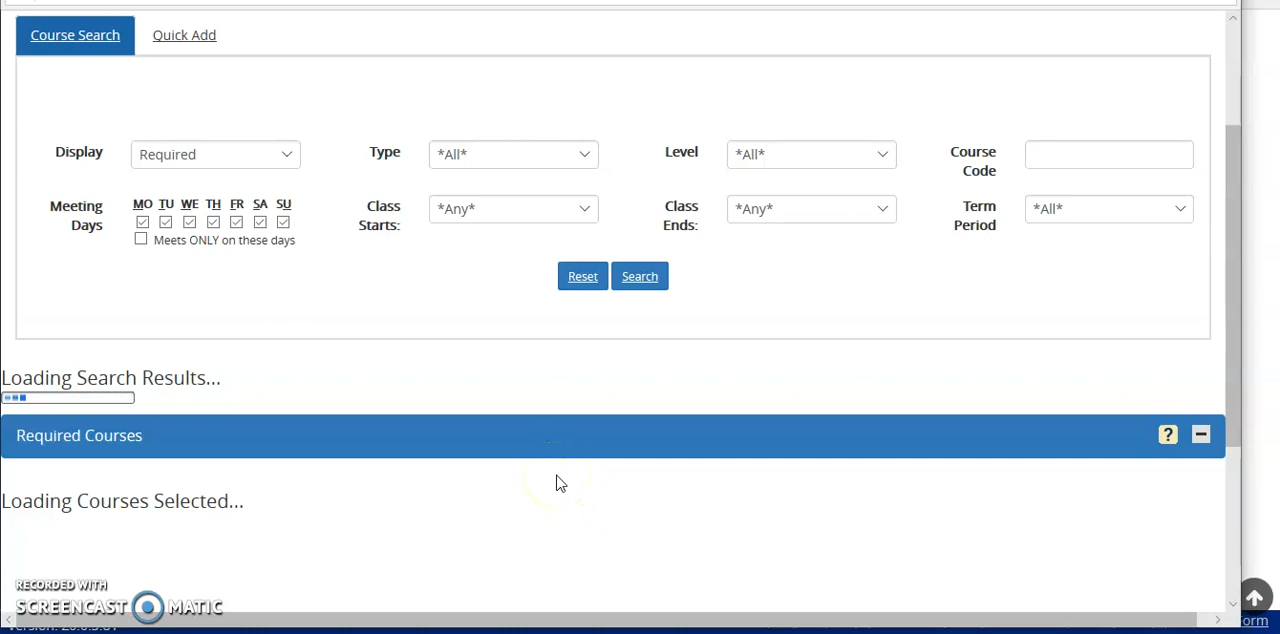 Course Search Quick Add
Display Required Type *All* Level *All* Course Code
Meeting Days MO TU WE TH FR SA SU Class Starts: *Any* Class Ends: *Any* Term Period *All*
Meets ONLY on these days
Reset Search
Loading Search Results...
Required Courses ? -
Loading Courses Selected...
RECORDED WITH
SCREENCAST MATIC